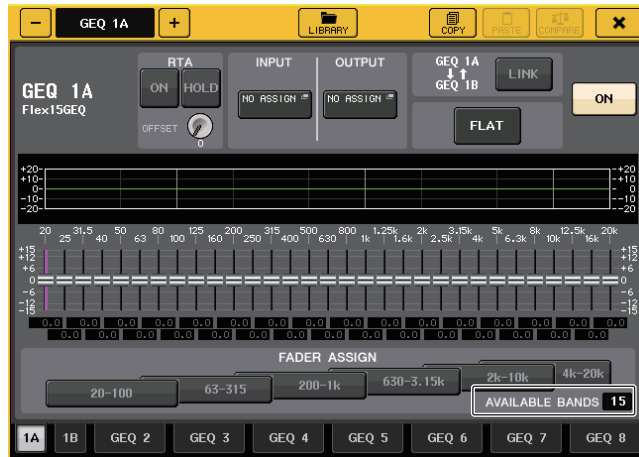 − GEQ 1A + LIBRARY COPY PASTE COMPARE ×
RTA INPUT OUTPUT GEQ 1A
GEQ 1B LINK
GEQ 1A ON HOLD NO ASSIGN NO ASSIGN ON
Flex15GEQ
OFFSET 0 FLAT
+20 +20
+10 +10
0 0
−10 −10
−20 −20
20 31.5 50 80 125 200 315 500 800 1.25k 2k 3.15k 5k 8k 12.5k 20k
25 40 63 100 160 250 400 630 1k 1.6k 2.5k 4k 6.3k 10k 16k
+15 +15
+12 +12
+6 +6
0 0
−6 −6
−12 −12
−15 −15
0.0 0.0 0.0 0.0 0.0 0.0 0.0 0.0 0.0 0.0 0.0 0.0 0.0 0.0 0.0 0.0
0.0 0.0 0.0 0.0 0.0 0.0 0.0 0.0 0.0 0.0 0.0 0.0 0.0 0.0 0.0
FADER ASSIGN
20-100 63-315 200-1k 630-3.15k 2k-10k 4k-20k
AVAILABLE BANDS 15
1A 1B GEQ 2 GEQ 3 GEQ 4 GEQ 5 GEQ 6 GEQ 7 GEQ 8